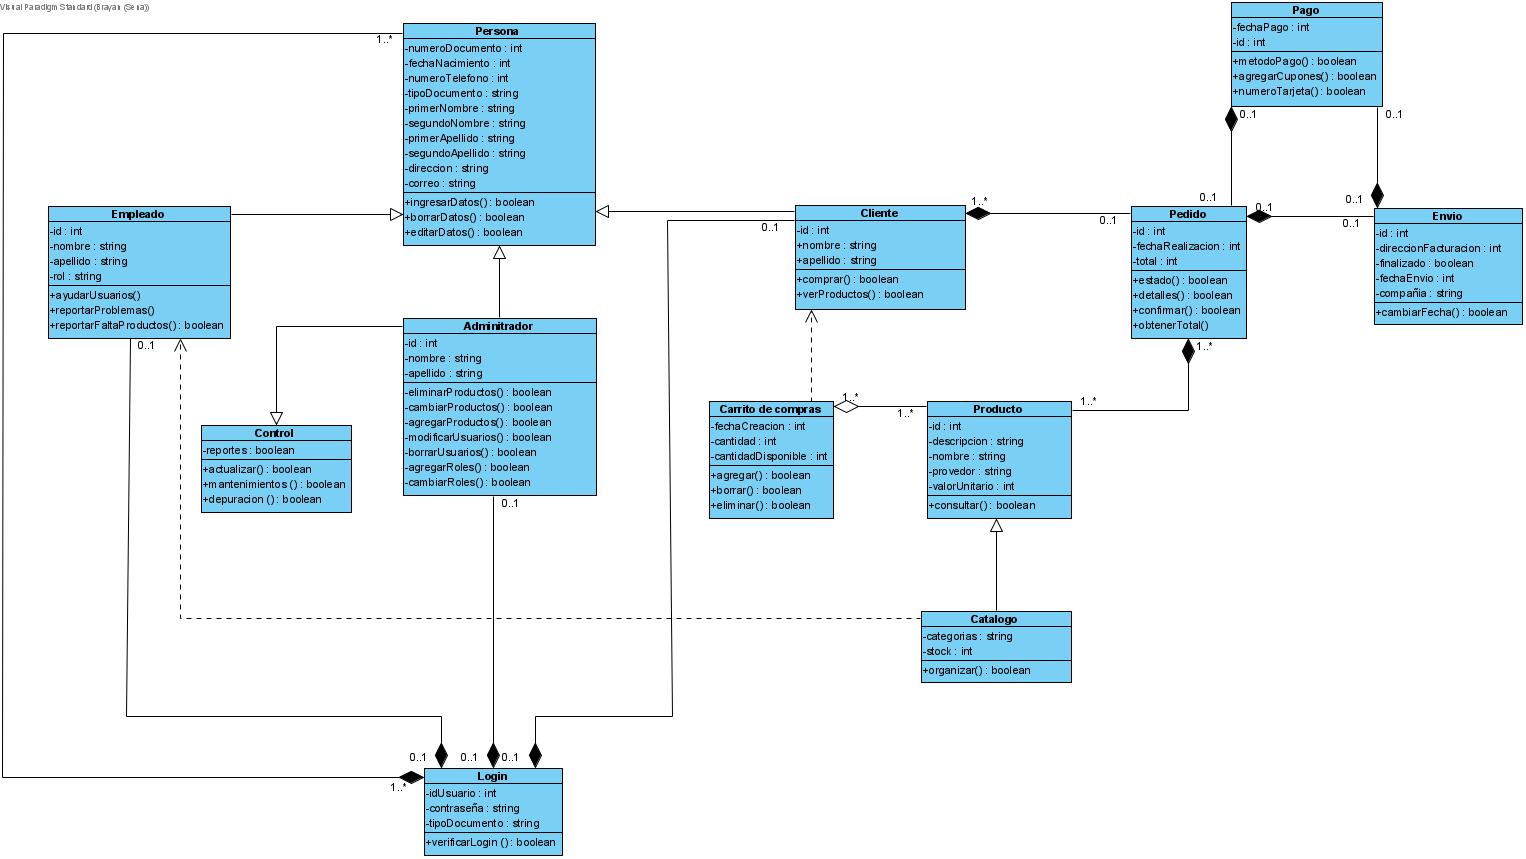 Visual Paradigm Standard (Brayan (Sena))
Persona
-numeroDocumento : int
-fechaNacimiento : int
-numeroTelefono : int
-tipoDocumento : string
-primerNombre : string
-segundoNombre : string
-primerApellido : string
-segundoApellido : string
-direccion : string
-correo : string
+ingresarDatos() : boolean
+borrarDatos() : boolean
+editarDatos() : boolean
1..*
Pago
-fechaPago : int
-id : int
+metodoPago() : boolean
+agregarCupones() : boolean
+numeroTarjeta() : boolean
0..1
0..1
Empleado
-id : int
-nombre : string
-apellido : string
-rol : string
+ayudarUsuarios()
+reportarProblemas()
+reportarFaltaProductos() : boolean
0..1
Cliente
-id : int
+nombre : string
+apellido : string
+comprar() : boolean
+verProductos() : boolean
0..1
1..*
0..1
0..1
Pedido
-id : int
-fechaRealizacion : int
-total : int
+estado() : boolean
+detalles() : boolean
+confirmar() : boolean
+obtenerTotal()
0..1
0..1
0..1
1..*
Envio
-id : int
-direccionFacturacion : int
-finalizado : boolean
-fechaEnvio : int
-compañia : string
+cambiarFecha() : boolean
Adminitrador
-id : int
-nombre : string
-apellido : string
-eliminarProductos() : boolean
-cambiarProductos() : boolean
-agregarProductos() : boolean
-modificarUsuarios() : boolean
-borrarUsuarios() : boolean
-agregarRoles() : boolean
-cambiarRoles() : boolean
0..1
Control
-reportes : boolean
+actualizar() : boolean
+mantenimientos () : boolean
+depuracion () : boolean
Carrito de compras
-fechaCreacion : int
-cantidad : int
-cantidadDisponible : int
+agregar() : boolean
+borrar() : boolean
+eliminar() : boolean
1..*
1..*
Producto
-id : int
-descripcion : string
-nombre : string
-provedor : string
-valorUnitario : int
+consultar() : boolean
1..*
Catalogo
-categorias : string
-stock : int
+organizar() : boolean
0..1
0..1
0..1
1..*
Login
-idUsuario : int
-contraseña : string
-tipoDocumento : string
+verificarLogin () : boolean